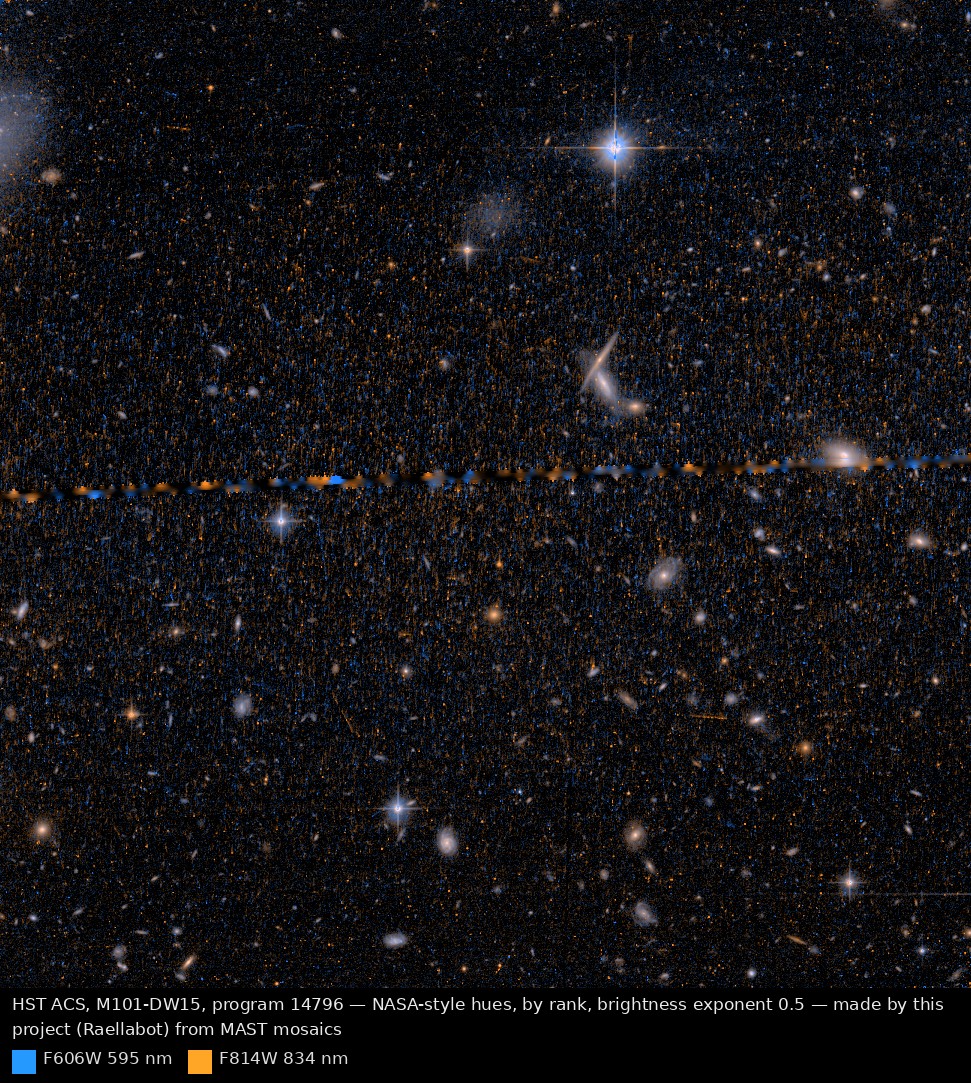 HST ACS, M101-DW15, program 14796 — NASA-style hues, by rank, brightness exponent 0.5 — made by this
project (Raellabot) from MAST mosaics
F606W 595 nm F814W 834 nm